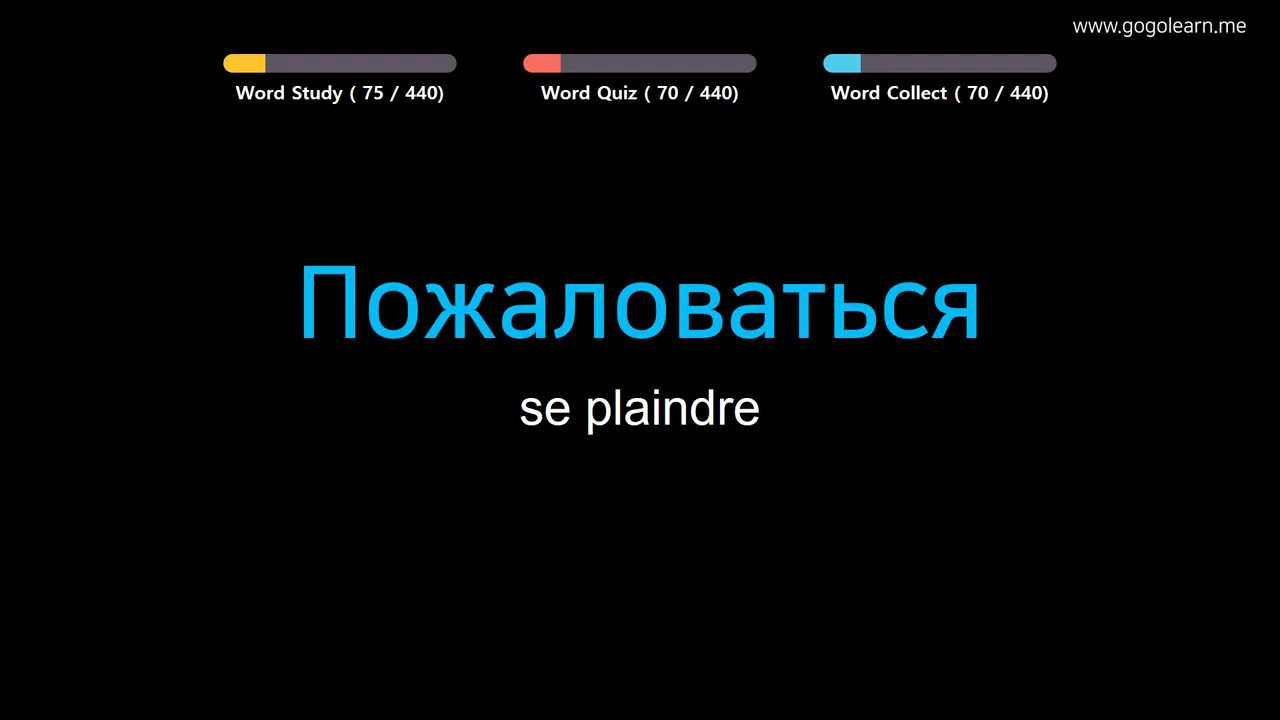 www.gogolearn.me
Word Study ( 75 / 440)
Word Quiz ( 70 / 440)
Word Collect ( 70 / 440)
Пожаловаться
se plaindre